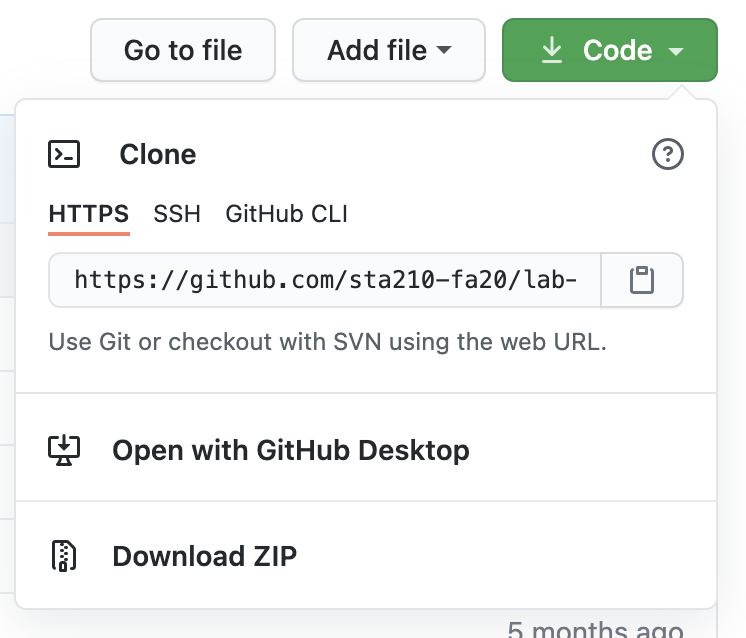 Go to file
Add file
Code
Clone
HTTPS SSH GitHub CLI
https://github.com/sta210-fa20/lab-
Use Git or checkout with SVN using the web URL.
Open with GitHub Desktop
Download ZIP
5 months ago